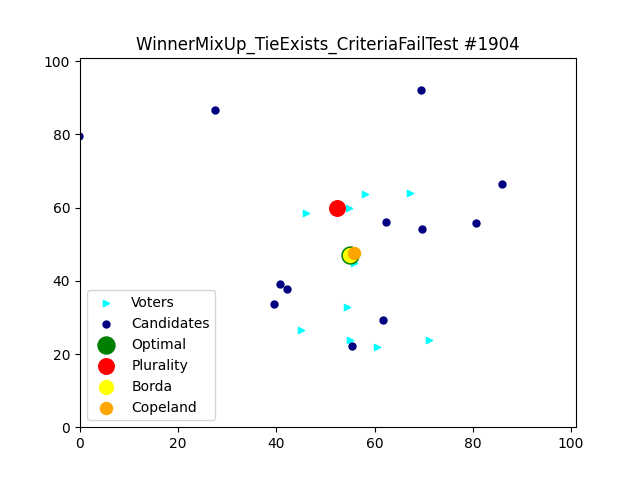 WinnerMixUp_TieExists_CriteriaFailTest #1904
100
80
60
40
20
0
Voters
Candidates
Optimal
Plurality
Borda
Copeland
0 20 40 60 80 100